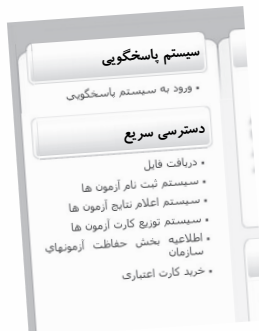 سیستم پاسخگویی
• ورود به سیستم پاسخگویی
دسترسی سریع
• دریافت فایل
• سیستم ثبت نام آزمون ها
• سیستم اعلام نتایج آزمون ها
• سیستم توزیع کارت آزمون ها
• اطلاعیه بخش حفاظت آزمونهای
سازمان
• خرید کارت اعتباری